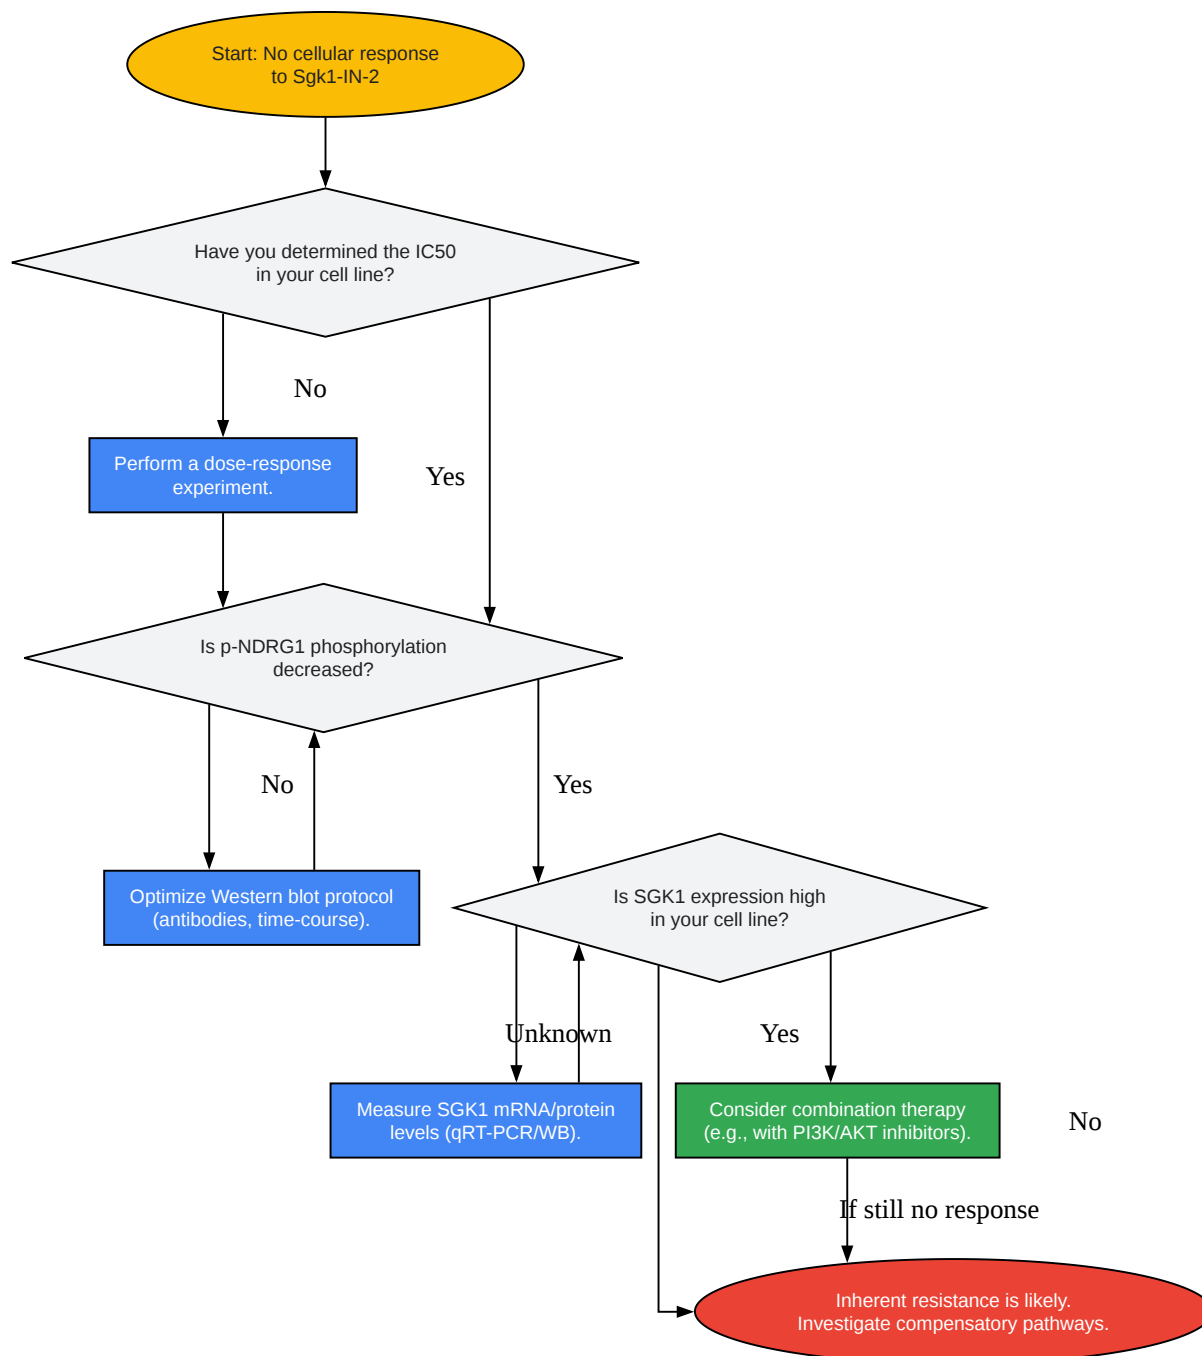 Start: No cellular response
to Sgk1-IN-2
Have you determined the IC50
in your cell line?
No
Perform a dose-response
experiment.
Yes
Is p-NDRG1 phosphorylation
decreased?
No
Yes
Optimize Western blot protocol
(antibodies, time-course).
Is SGK1 expression high
in your cell line?
Unknown
Yes
Measure SGK1 mRNA/protein
levels (qRT-PCR/WB).
Consider combination therapy
(e.g., with PI3K/AKT inhibitors).
No
If still no response
Inherent resistance is likely.
Investigate compensatory pathways.